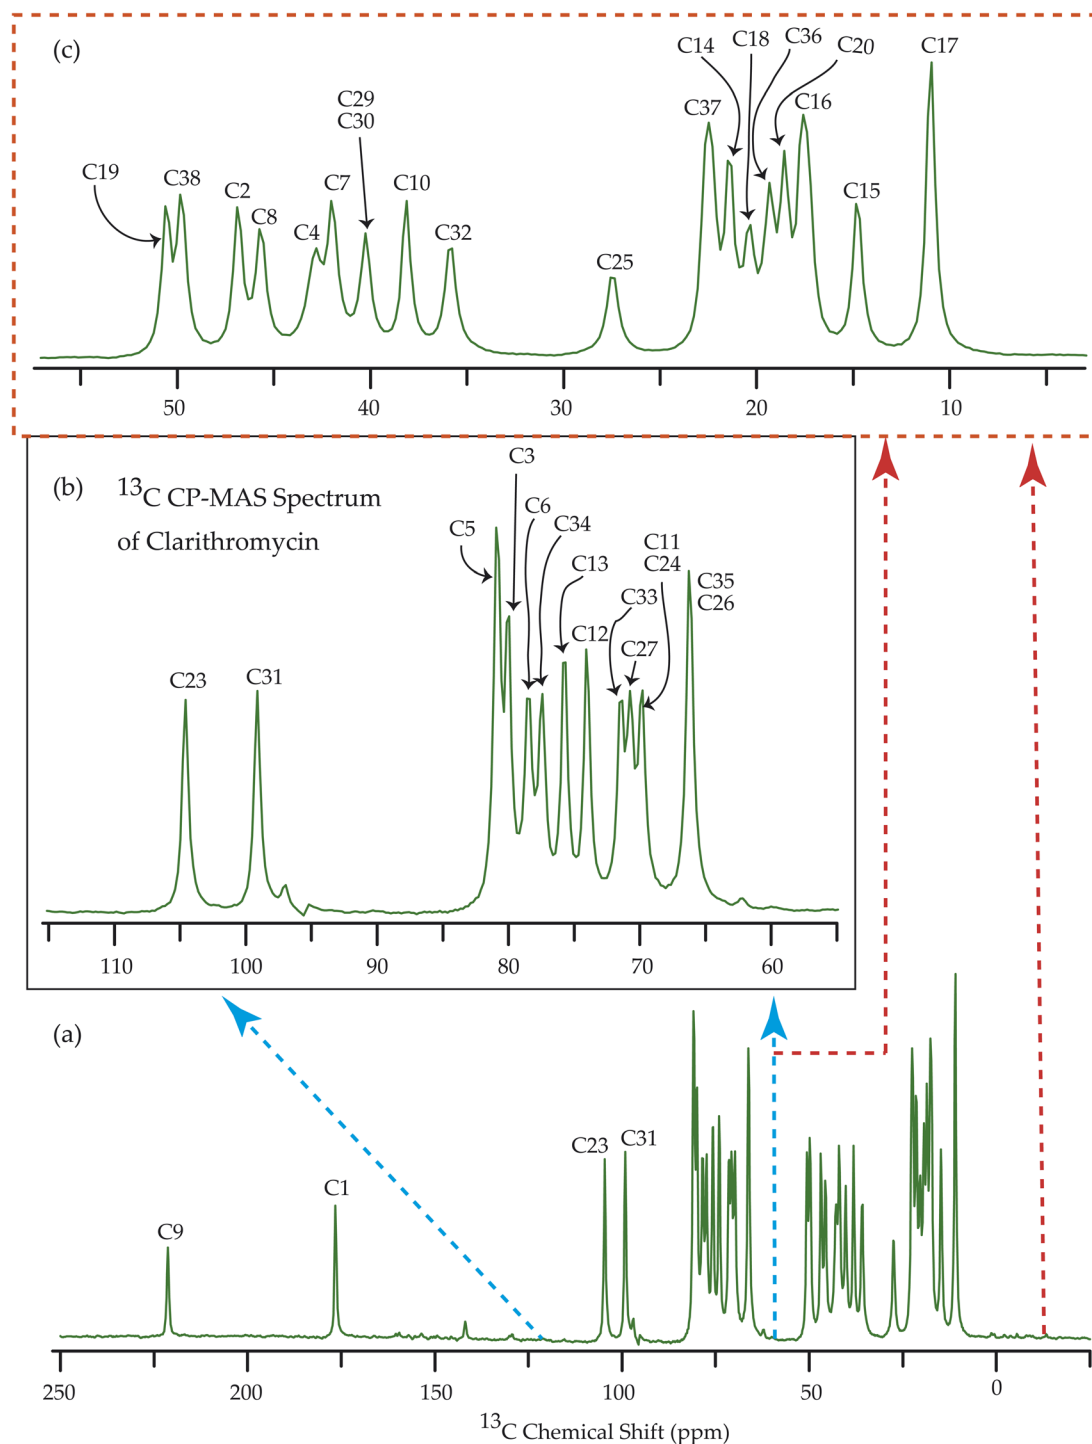 (c)
C14
C18
C36
C20
C17
C37
C16
C29
C30
C19
C38
C2
C8
C4
C7
C10
C32
C25
C15
50
40
30
20
10
(b)
13C CP-MAS Spectrum
of Clarithromycin
C3
C5
C6
C34
C13
C11
C24
C33
C12
C27
C35
C26
C23
C31
110
100
90
80
70
60
(a)
C9
C1
C23
C31
250
200
150
100
50
0
13C Chemical Shift (ppm)